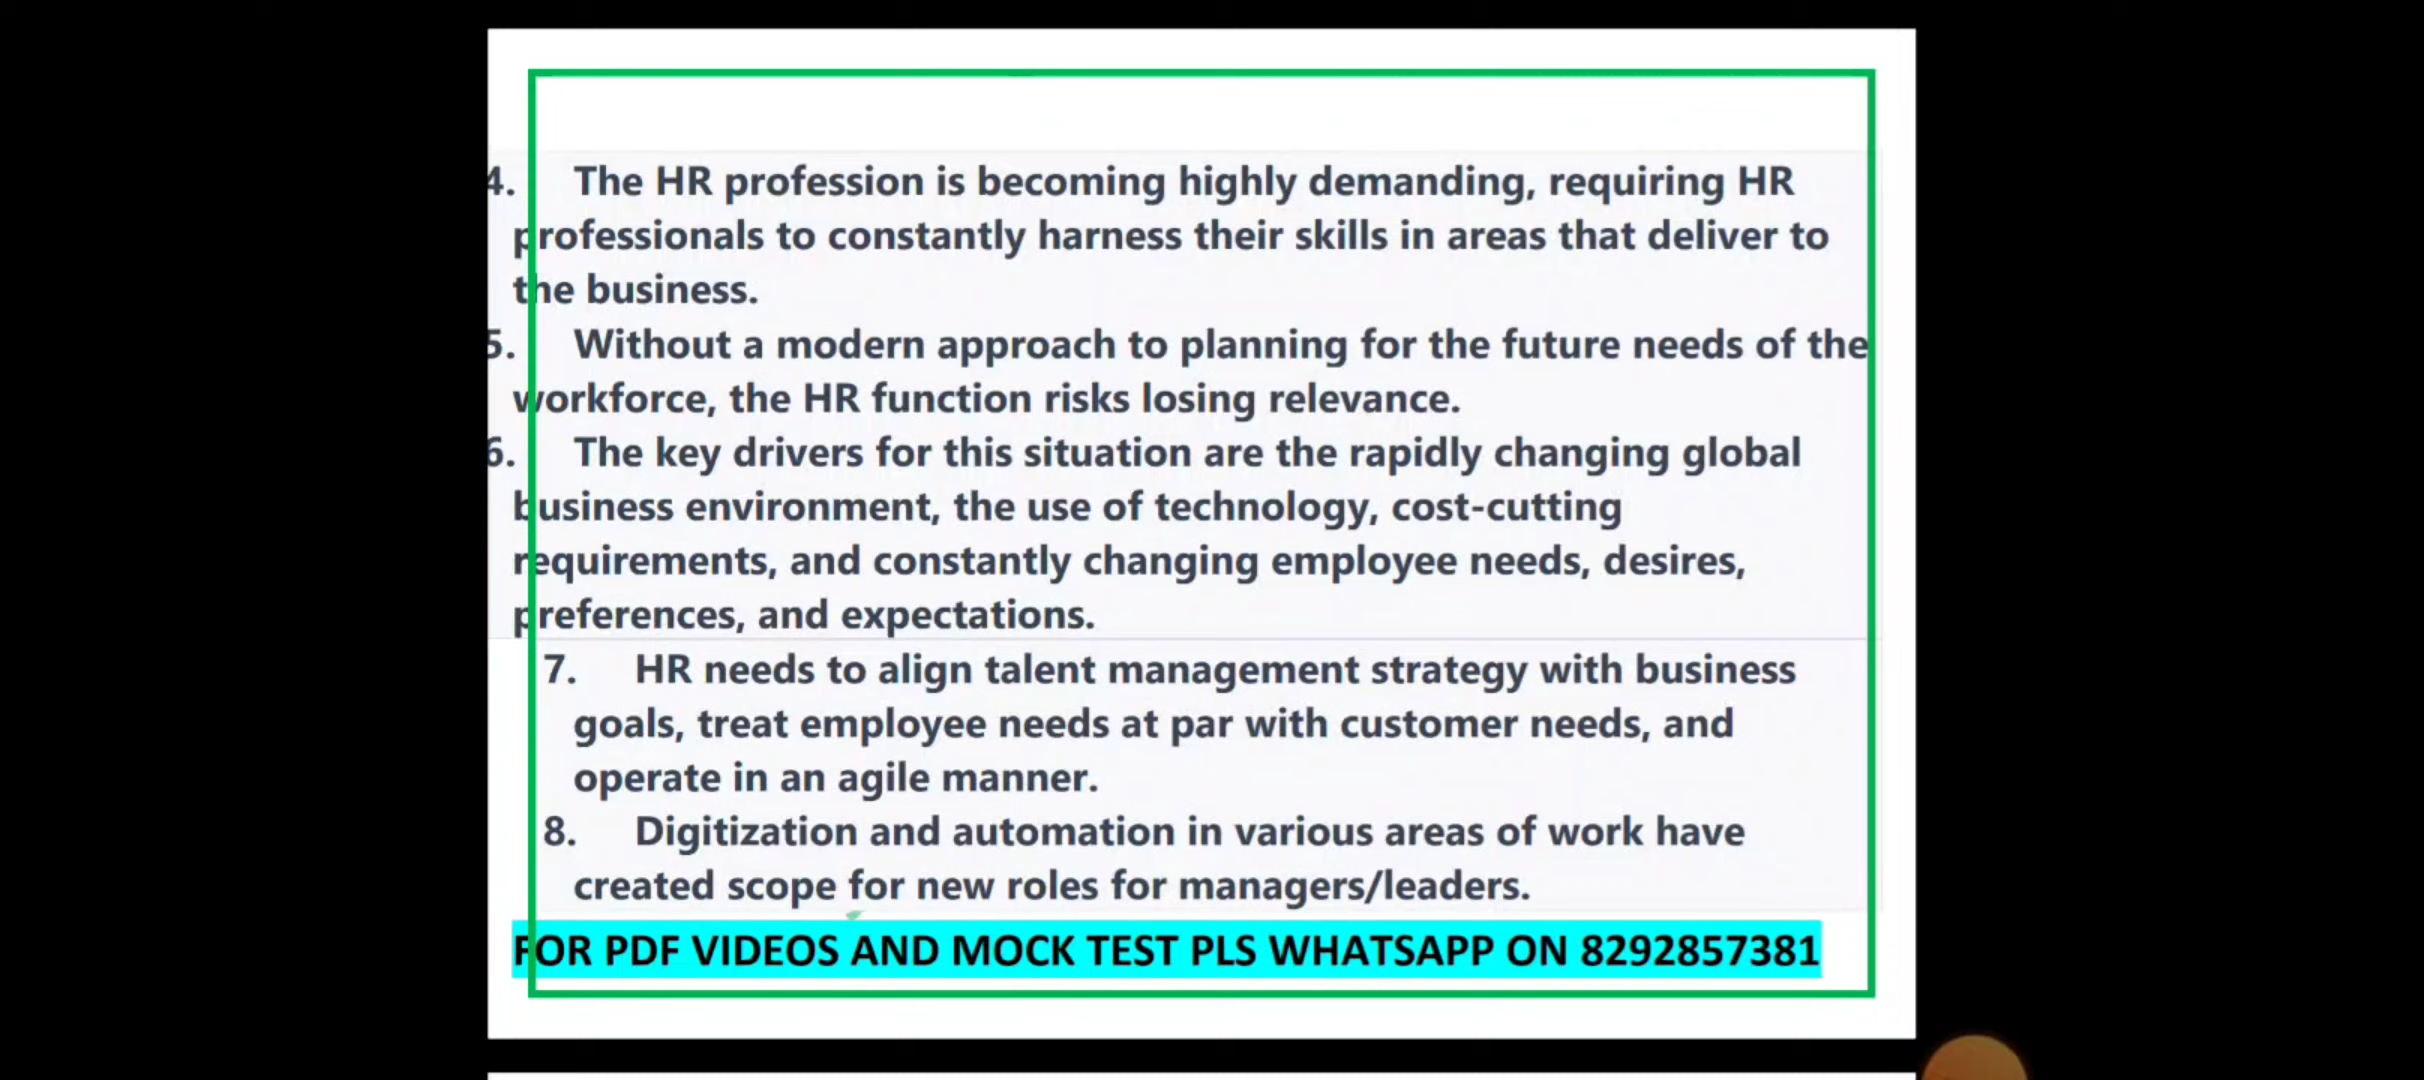 4. The HR profession is becoming highly demanding, requiring HR
professionals to constantly harness their skills in areas that deliver to
the business.
5. Without a modern approach to planning for the future needs of the
workforce, the HR function risks losing relevance.
6. The key drivers for this situation are the rapidly changing global
business environment, the use of technology, cost-cutting
requirements, and constantly changing employee needs, desires,
preferences, and expectations.
7. HR needs to align talent management strategy with business
goals, treat employee needs at par with customer needs, and
operate in an agile manner.
8. Digitization and automation in various areas of work have
created scope for new roles for managers/leaders.
FOR PDF VIDEOS AND MOCK TEST PLS WHATSAPP ON 8292857381